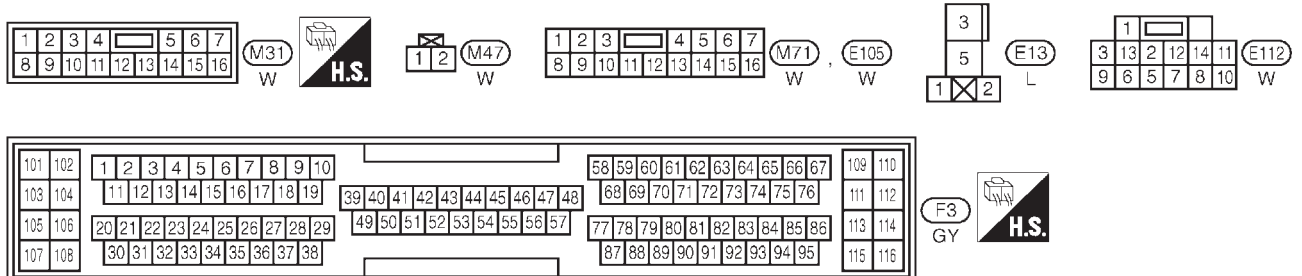 1 2 3 4 5 6 7
8 9 10 11 12 13 14 15 16
M31
W
H.S.
1 2
M47
W
1 2 3 4 5 6 7
8 9 10 11 12 13 14 15 16
M71
W
,
E105
W
3
5
1 2
E13
L
1
3 13 2 12 14 11
9 6 5 7 8 10
E112
W
101 102
103 104
105 106
107 108
1 2 3 4 5 6 7 8 9 10
11 12 13 14 15 16 17 18 19
20 21 22 23 24 25 26 27 28 29
30 31 32 33 34 35 36 37 38
39 40 41 42 43 44 45 46 47 48
49 50 51 52 53 54 55 56 57
58 59 60 61 62 63 64 65 66 67
68 69 70 71 72 73 74 75 76
77 78 79 80 81 82 83 84 85 86
87 88 89 90 91 92 93 94 95
109 110
111 112
113 114
115 116
F3
GY
H.S.